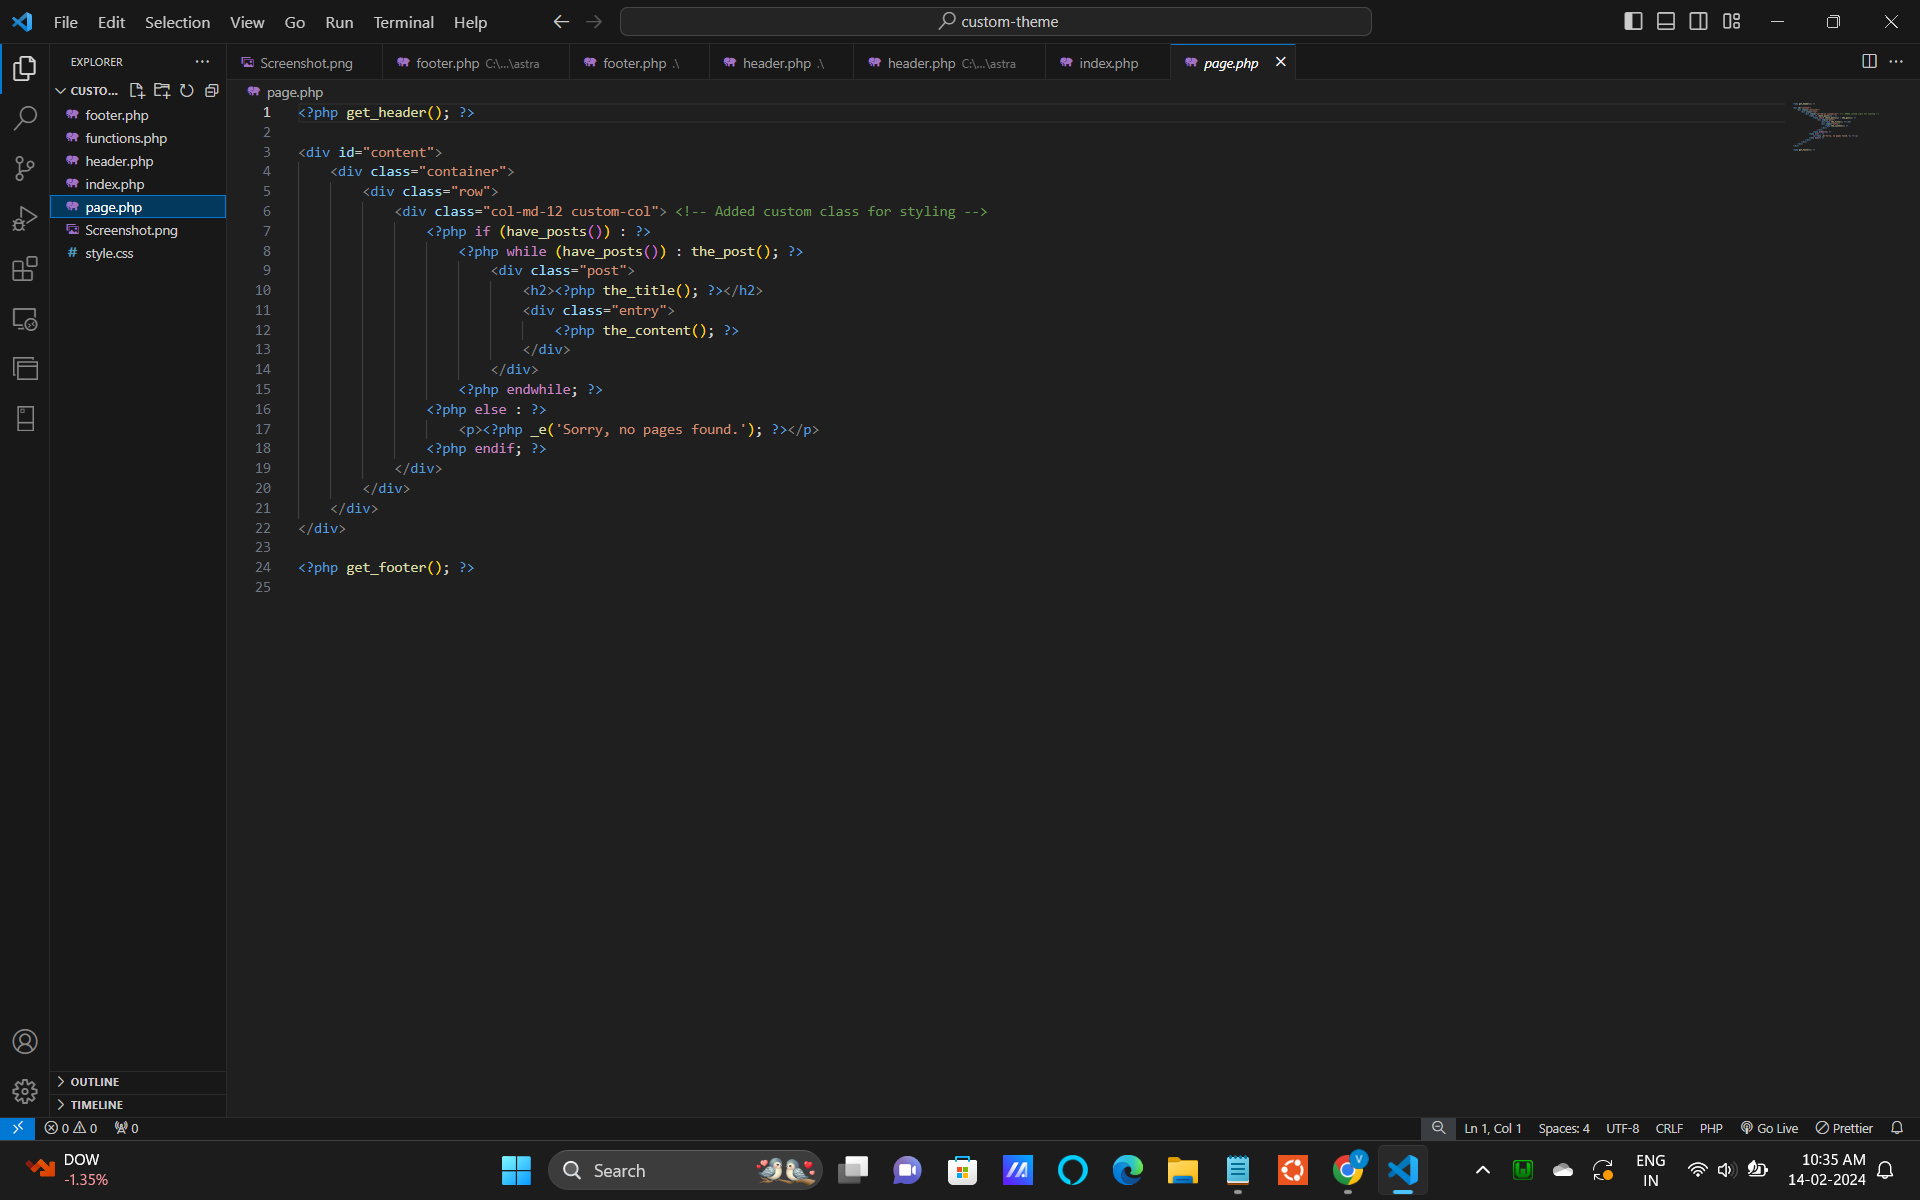 File Edit Selection View Go Run Terminal Help
custom-theme
EXPLORER
CUSTO...
footer.php
functions.php
header.php
index.php
page.php
Screenshot.png
# style.css
OUTLINE
TIMELINE
Screenshot.png footer.php C:\...\astra footer.php .\ header.php .\ header.php C:\...\astra index.php page.php
page.php
1 <?php get_header(); ?>
2
3 <div id="content">
4 <div class="container">
5 <div class="row">
6 <div class="col-md-12 custom-col"> <!-- Added custom class for styling -->
7 <?php if (have_posts()) : ?>
8 <?php while (have_posts()) : the_post(); ?>
9 <div class="post">
10 <h2><?php the_title(); ?></h2>
11 <div class="entry">
12 <?php the_content(); ?>
13 </div>
14 </div>
15 <?php endwhile; ?>
16 <?php else : ?>
17 <p><?php _e('Sorry, no pages found.'); ?></p>
18 <?php endif; ?>
19 </div>
20 </div>
21 </div>
22 </div>
23
24 <?php get_footer(); ?>
25
0 0 0
Ln 1, Col 1 Spaces: 4 UTF-8 CRLF PHP Go Live Prettier
DOW
-1.35%
Search
V
ENG
IN
10:35 AM
14-02-2024